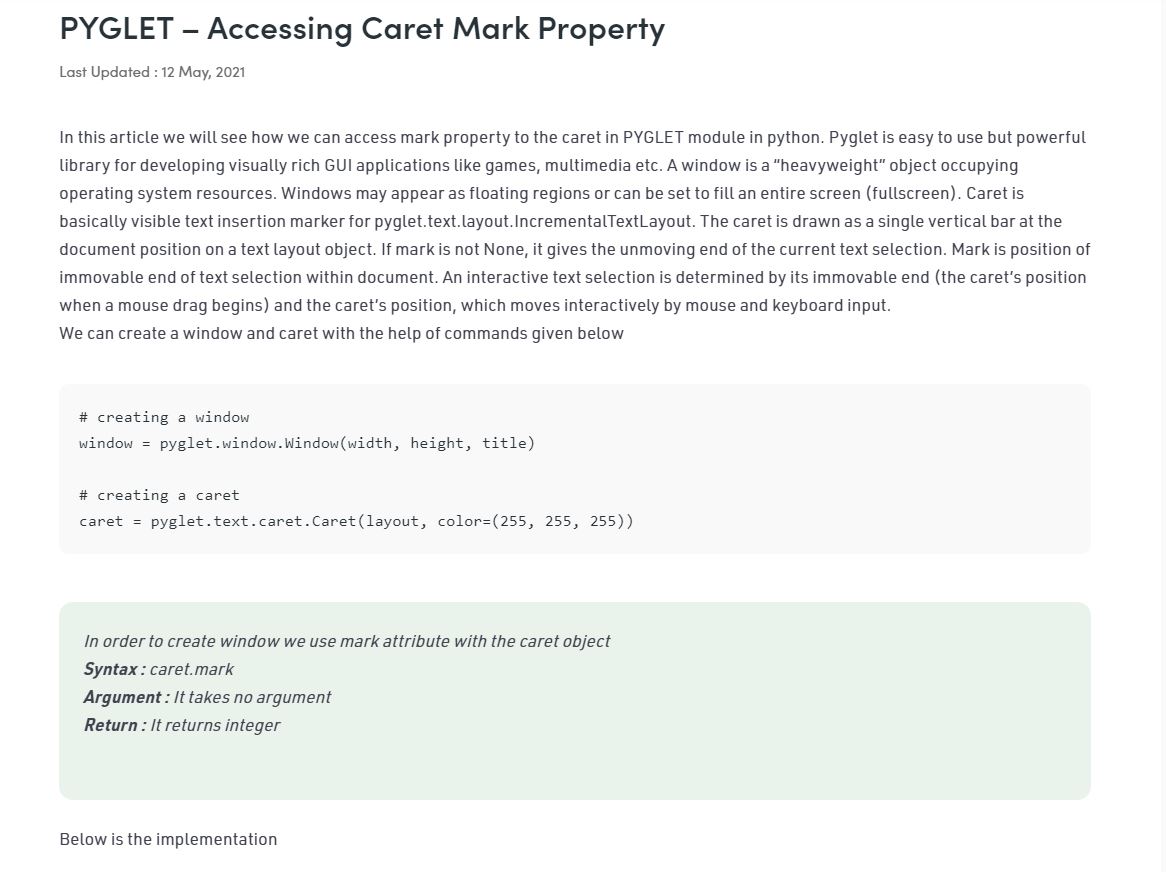 PYGLET – Accessing Caret Mark Property
Last Updated : 12 May, 2021
In this article we will see how we can access mark property to the caret in PYGLET module in python. Pyglet is easy to use but powerful
library for developing visually rich GUI applications like games, multimedia etc. A window is a “heavyweight” object occupying
operating system resources. Windows may appear as floating regions or can be set to fill an entire screen (fullscreen). Caret is
basically visible text insertion marker for pyglet.text.layout.IncrementalTextLayout. The caret is drawn as a single vertical bar at the
document position on a text layout object. If mark is not None, it gives the unmoving end of the current text selection. Mark is position of
immovable end of text selection within document. An interactive text selection is determined by its immovable end (the caret’s position
when a mouse drag begins) and the caret’s position, which moves interactively by mouse and keyboard input.
We can create a window and caret with the help of commands given below
# creating a window
window = pyglet.window.Window(width, height, title)
# creating a caret
caret = pyglet.text.caret.Caret(layout, color=(255, 255, 255))
In order to create window we use mark attribute with the caret object
Syntax : caret.mark
Argument : It takes no argument
Return : It returns integer
Below is the implementation